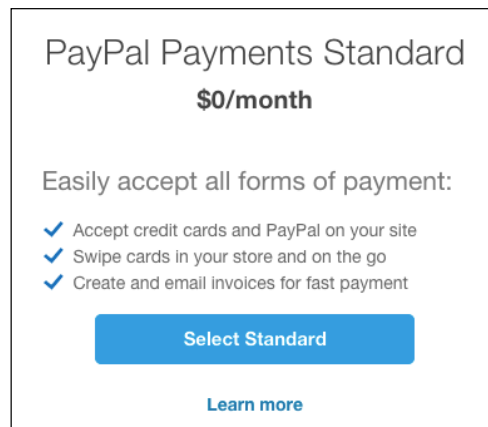 PayPal Payments Standard
$0/month
Easily accept all forms of payment:
Accept credit cards and PayPal on your site
Swipe cards in your store and on the go
Create and email invoices for fast payment
Select Standard
Learn more